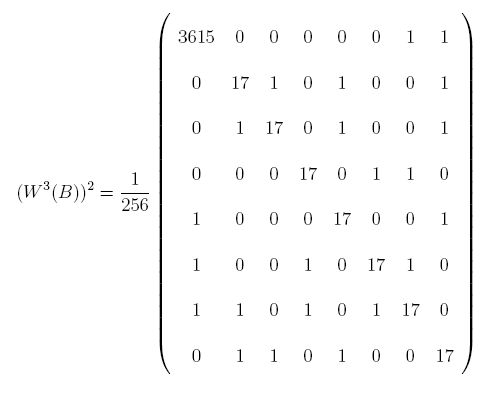 3615 0 0 0 0 0 1 1
0 17 1 0 1 0 0 1
0 1 17 0 1 0 0 1
0 0 0 17 0 1 1 0
(W³(B))² = 1/256
1 0 0 0 17 0 0 1
1 0 0 1 0 17 1 0
1 1 0 1 0 1 17 0
0 1 1 0 1 0 0 17